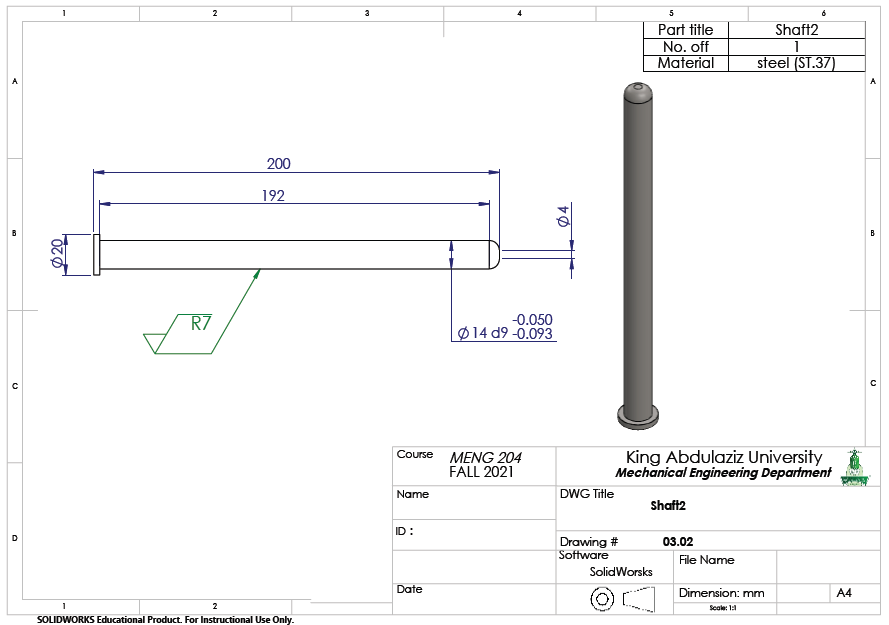 1 2 3 4 5 6
Part title Shaft2
No. off 1
Material steel (ST.37)
A A
200
192
Ø4
B B
Ø20
R7
-0.050
Ø14 d9 -0.093
C C
Course MENG 204
FALL 2021
King Abdulaziz University
Mechanical Engineering Department
Name
DWG Title
Shaft2
ID :
D
Drawing # 03.02
Software
SolidWorsks
File Name
Date
Dimension: mm A4
Scale: 1:1
1 2
SOLIDWORKS Educational Product. For Instructional Use Only.